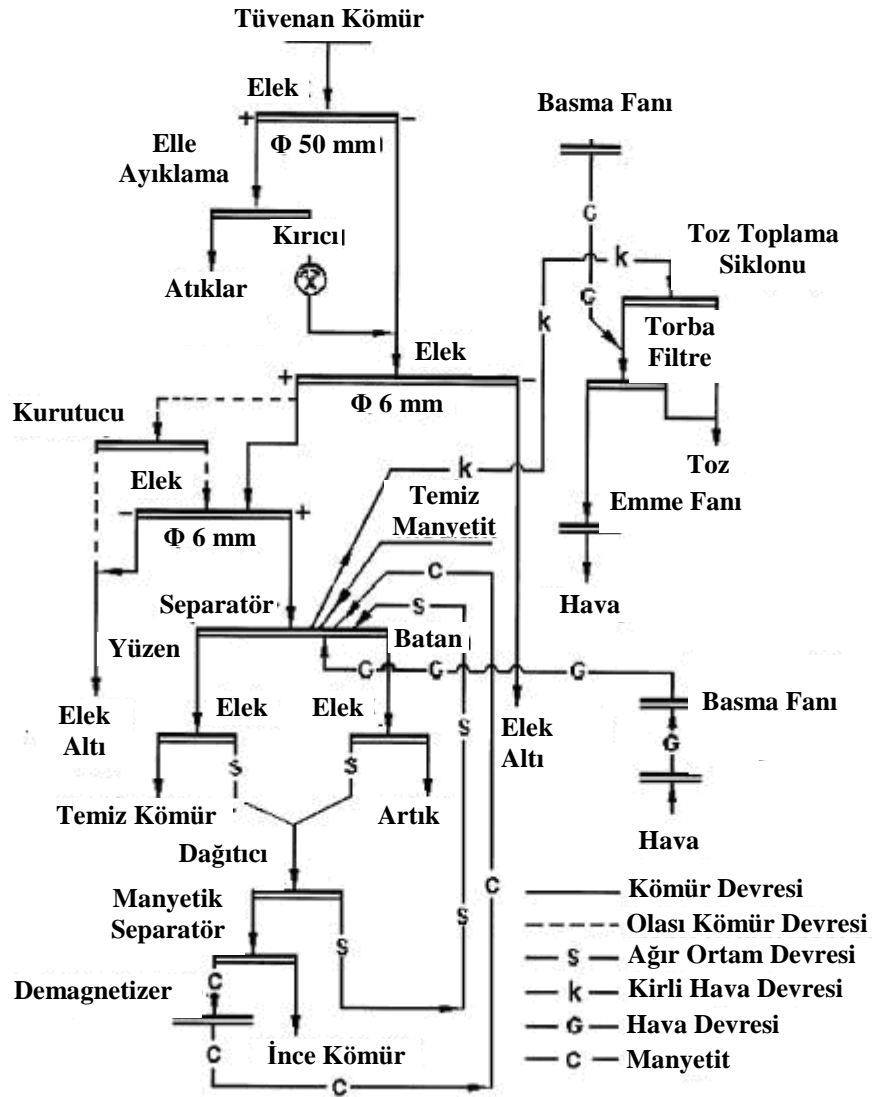 Tüvenan Kömür
Elek
+
−
Φ 50 mm
Elle
Ayıklama
Kırıcı
Atıklar
Basma Fanı
G
G
Toz Toplama
Siklonu
k
k
Torba
Filtre
Elek
+
−
Φ 6 mm
Kurutucu
Elek
−
+
Φ 6 mm
k
Toz
Temiz
Manyetit
Emme Fanı
C
S
Hava
Separatör
Yüzen
Batan
G
G
G
Elek
Altı
Elek
Elek
Elek
Altı
Basma Fanı
G
S
S
S
Temiz Kömür
Artık
Hava
Dağıtıcı
C
Manyetik
Separatör
S
S
Demagnetizer
C
İnce Kömür
C
C
Kömür Devresi
Olası Kömür Devresi
S Ağır Ortam Devresi
k Kirli Hava Devresi
G Hava Devresi
C Manyetit